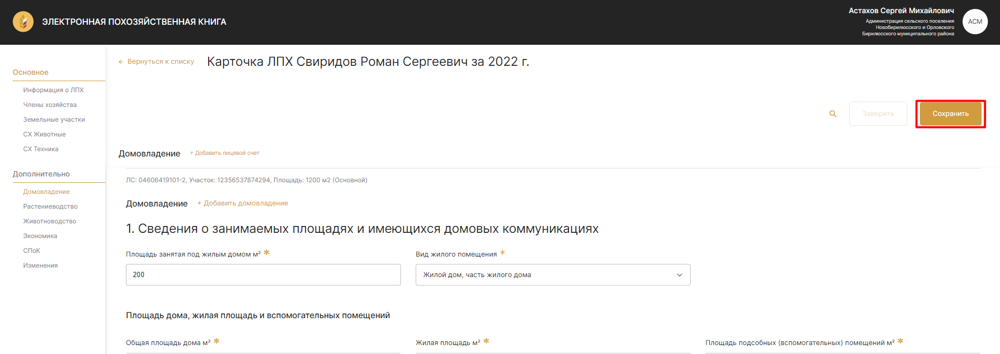 ЭЛЕКТРОННАЯ ПОХОЗЯЙСТВЕННАЯ КНИГА
Астахов Сергей Михайлович
Администрация сельского поселения
Новобирилюсского и Орловского
Бирилюсского муниципального района
АСМ
Основное
Информация о ЛПХ
Члены хозяйства
Земельные участки
СХ Животные
СХ Техника
Дополнительно
Домовладение
Растениеводство
Животноводство
Экономика
СПоК
Изменения
← Вернуться к списку
Карточка ЛПХ Свиридов Роман Сергеевич за 2022 г.
Заверить
Сохранить
Домовладение + Добавить лицевой счет
ЛС: 04606419101-2, Участок: 12356537874294, Площадь: 1200 м2 (Основной)
Домовладение + Добавить домовладение
1. Сведения о занимаемых площадях и имеющихся домовых коммуникациях
Площадь занятая под жилым домом м² *
200
Вид жилого помещения *
Жилой дом, часть жилого дома
Площадь дома, жилая площадь и вспомогательных помещений
Общая площадь дома м² *
Жилая площадь м² *
Площадь подсобных (вспомогательных) помещений м² *